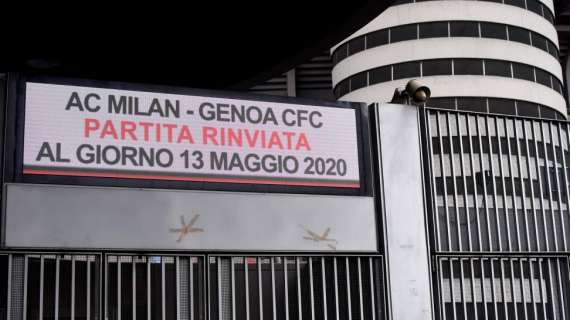 AC MILAN - GENOA CFC
PARTITA RINVIATA
AL GIORNO 13 MAGGIO 2020